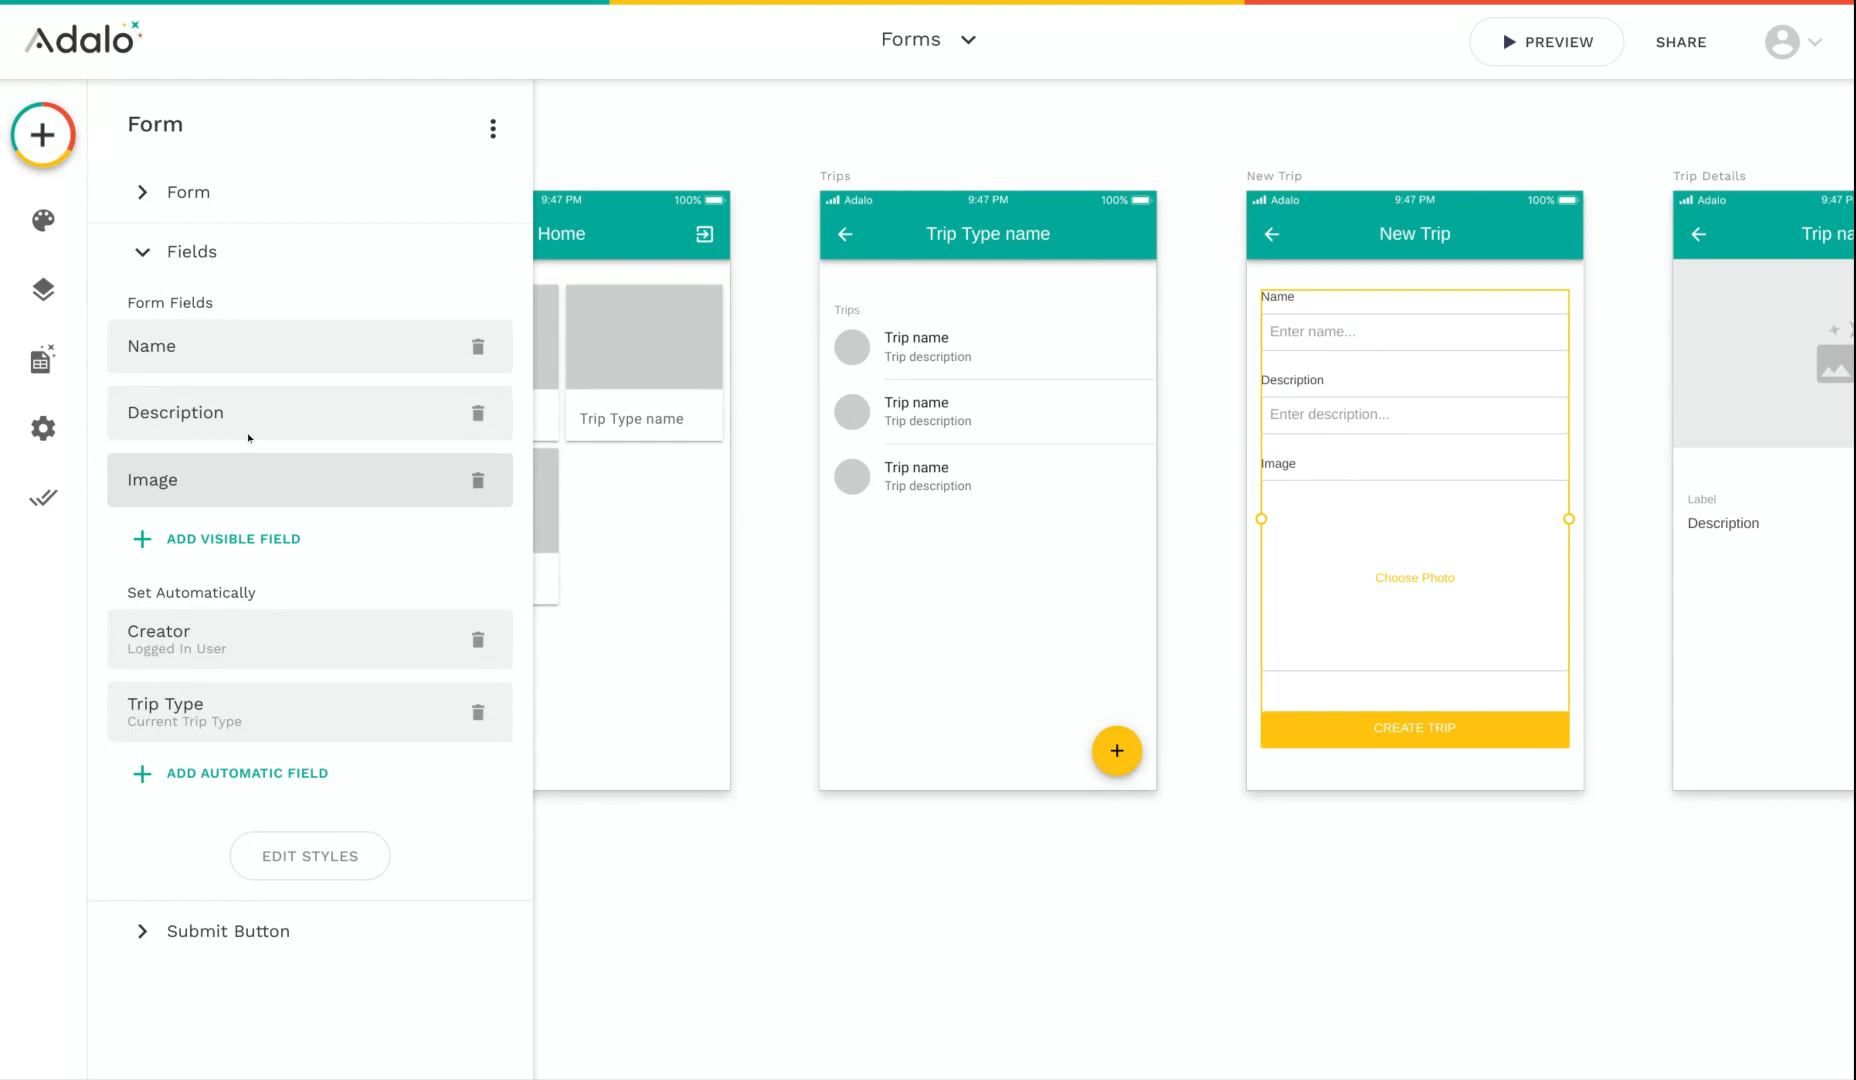 Adalo
Forms
PREVIEW
SHARE
Form
Form
Fields
Form Fields
Name
Description
Image
ADD VISIBLE FIELD
Set Automatically
Creator
Logged In User
Trip Type
Current Trip Type
ADD AUTOMATIC FIELD
EDIT STYLES
Submit Button
9:47 PM 100%
Home
Trip Type name
Trips
Adalo 9:47 PM 100%
Trip Type name
Trips
Trip name
Trip description
Trip name
Trip description
Trip name
Trip description
New Trip
Adalo 9:47 PM 100%
New Trip
Name
Enter name...
Description
Enter description...
Image
Choose Photo
CREATE TRIP
Trip Details
Adalo 9:47 P
Trip na
Label
Description